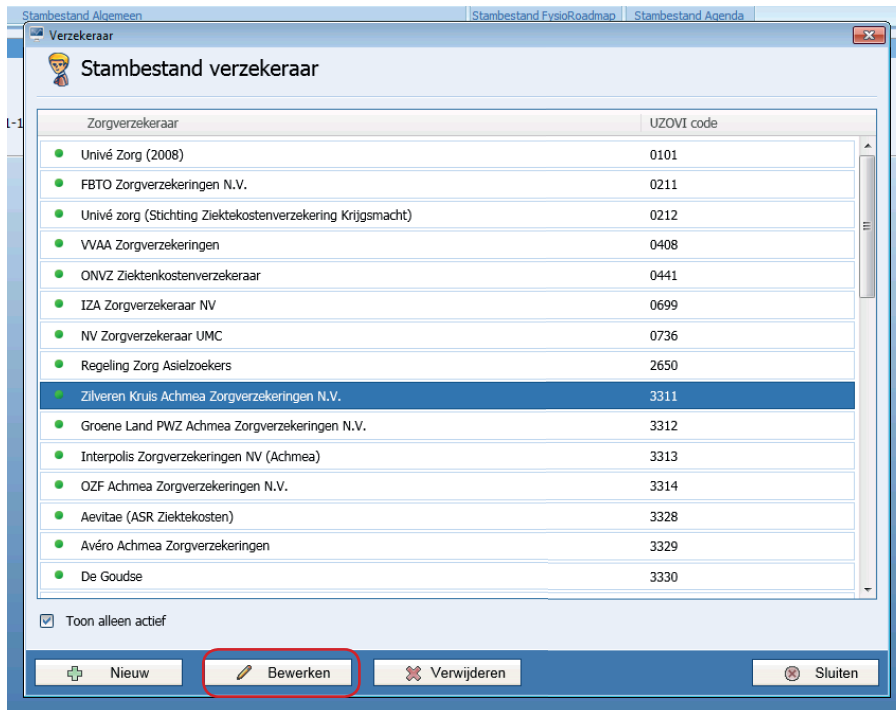 Stambestand Algemeen Stambestand FysioRoadmap Stambestand Agenda
Verzekeraar
Stambestand verzekeraar
1-1
Zorgverzekeraar UZOVI code
Univé Zorg (2008) 0101
FBTO Zorgverzekeringen N.V. 0211
Univé zorg (Stichting Ziektekostenverzekering Krijgsmacht) 0212
VVAA Zorgverzekeringen 0408
ONVZ Ziektenkostenverzekeraar 0441
IZA Zorgverzekeraar NV 0699
NV Zorgverzekeraar UMC 0736
Regeling Zorg Asielzoekers 2650
Zilveren Kruis Achmea Zorgverzekeringen N.V. 3311
Groene Land PWZ Achmea Zorgverzekeringen N.V. 3312
Interpolis Zorgverzekeringen NV (Achmea) 3313
OZF Achmea Zorgverzekeringen N.V. 3314
Aevitae (ASR Ziektekosten) 3328
Avéro Achmea Zorgverzekeringen 3329
De Goudse 3330
Toon alleen actief
Nieuw Bewerken Verwijderen Sluiten